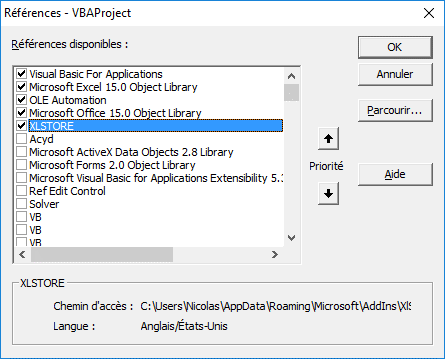 Références - VBAProject
Références disponibles :
Visual Basic For Applications
Microsoft Excel 15.0 Object Library
OLE Automation
Microsoft Office 15.0 Object Library
XLSTORE
Acyd
Microsoft ActiveX Data Objects 2.8 Library
Microsoft Forms 2.0 Object Library
Microsoft Visual Basic for Applications Extensibility 5.
Ref Edit Control
Solver
VB
VB
VB
OK
Annuler
Parcourir...
Priorité
Aide
XLSTORE
Chemin d'accès : C:\Users\Nicolas\AppData\Roaming\Microsoft\AddIns\
Langue : Anglais/États-Unis